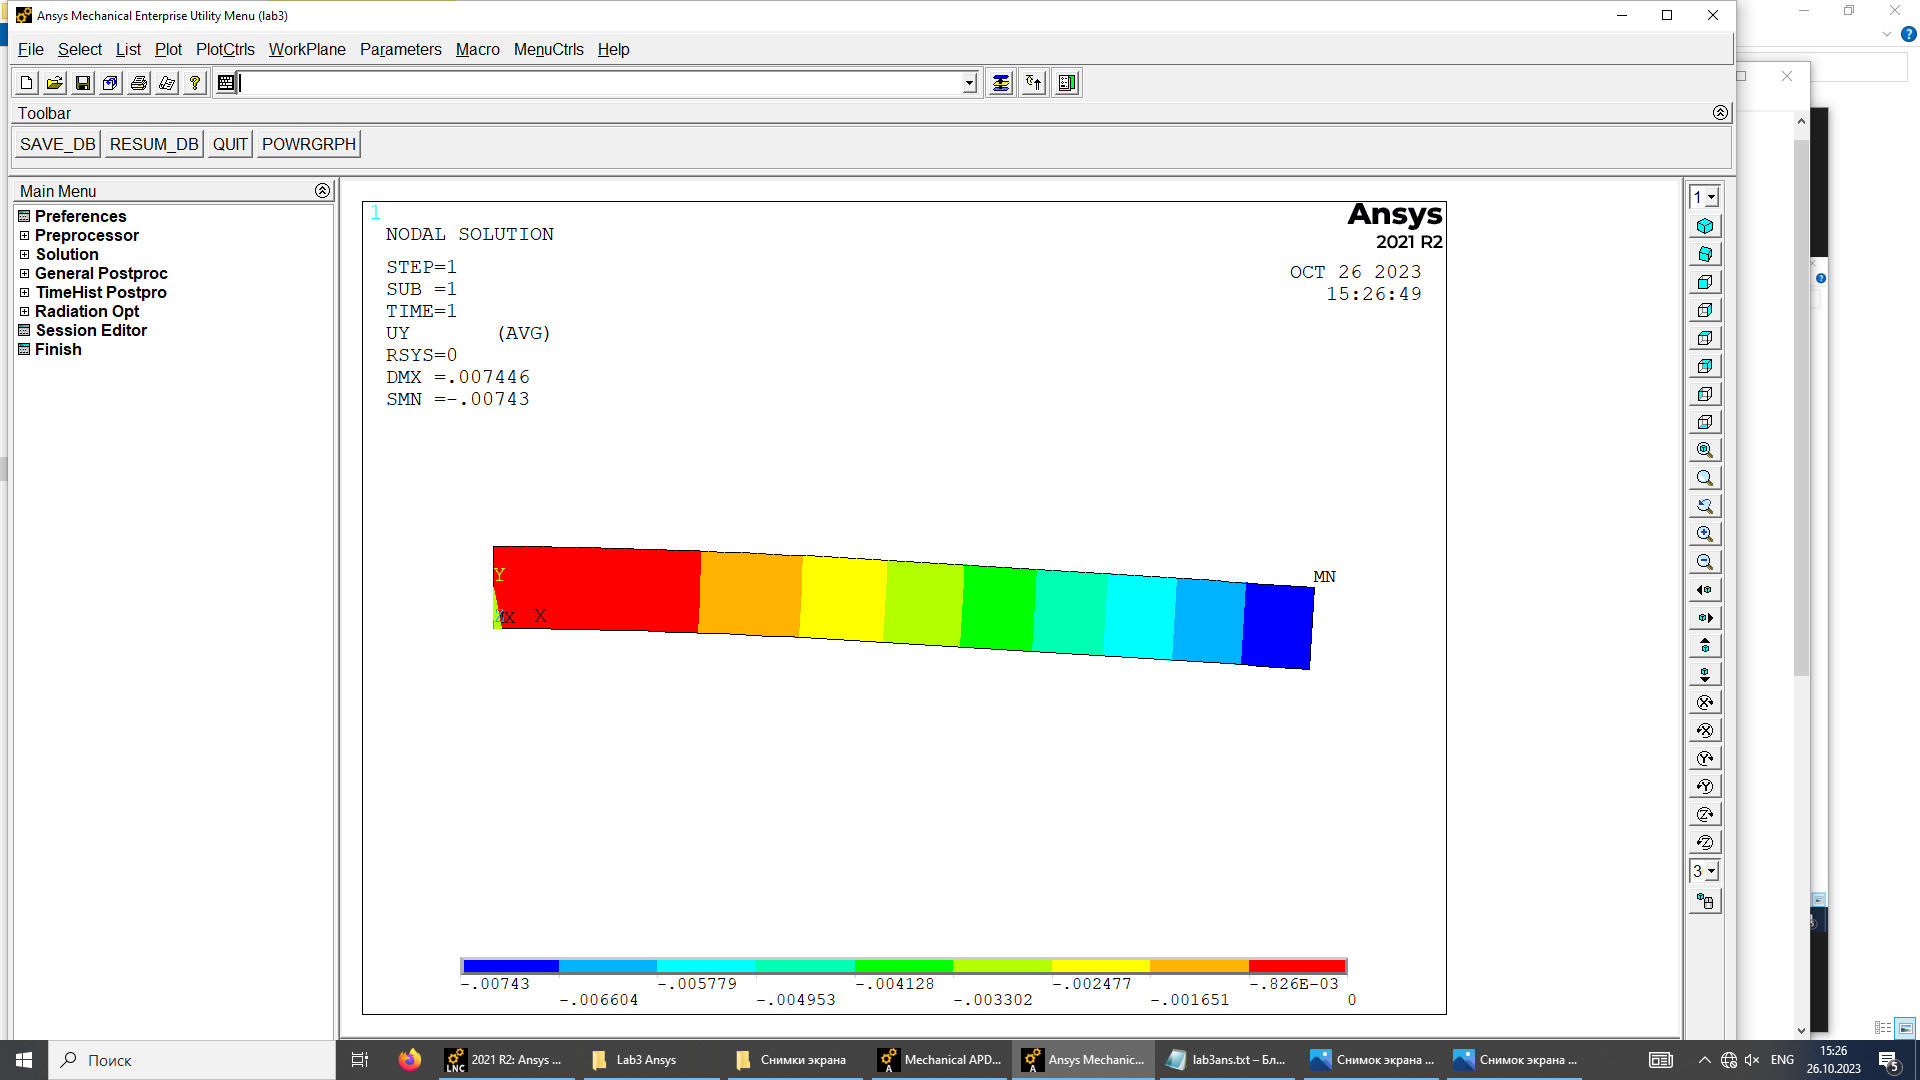 Ansys Mechanical Enterprise Utility Menu (lab3)
File Select List Plot PlotCtrls WorkPlane Parameters Macro MenuCtrls Help
Toolbar
SAVE_DB RESUM_DB QUIT POWRGRPH
Main Menu
Preferences
Preprocessor
Solution
General Postproc
TimeHist Postpro
Radiation Opt
Session Editor
Finish
1
Ansys
2021 R2
NODAL SOLUTION
STEP=1
SUB =1
TIME=1
UY (AVG)
RSYS=0
DMX =.007446
SMN =-.00743
OCT 26 2023
15:26:49
Y
MX X
MN
-.00743 -.005779 -.004128 -.002477 -.826E-03
-.006604 -.004953 -.003302 -.001651 0
1
3
Поиск
2021 R2: Ansys ...
Lab3 Ansys
Снимки экрана
Mechanical APD...
Ansys Mechanic...
lab3ans.txt – Бл...
Снимок экрана ...
Снимок экрана ...
ENG
15:26
26.10.2023
5